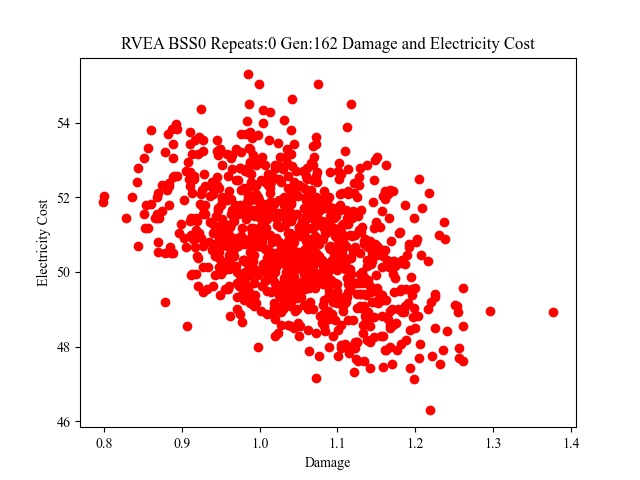 RVEA BSS0 Repeats:0 Gen:162 Damage and Electricity Cost
54
52
50
48
46
Electricity Cost
0.8 0.9 1.0 1.1 1.2 1.3 1.4
Damage